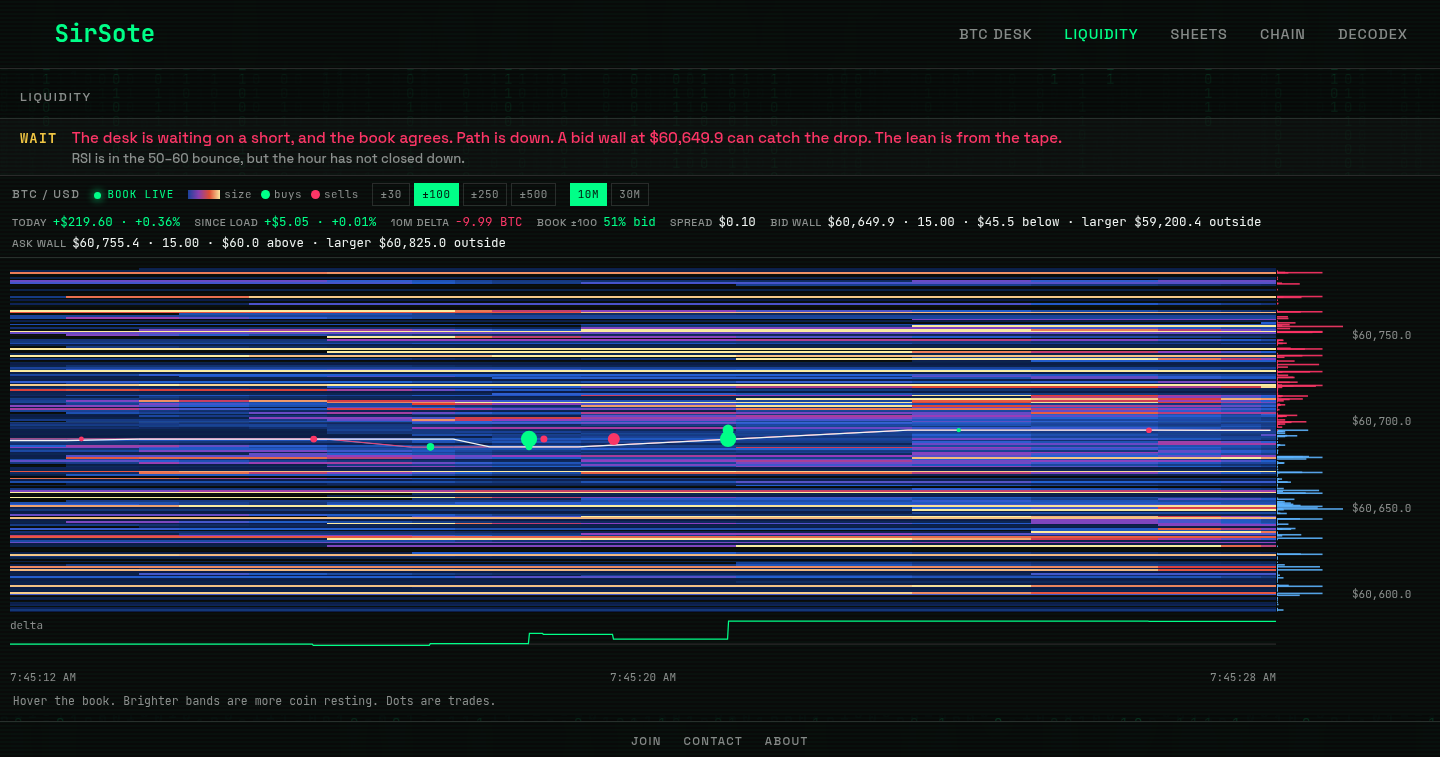 SirSote
BTC DESK LIQUIDITY SHEETS CHAIN DECODEX
LIQUIDITY
WAIT The desk is waiting on a short, and the book agrees. Path is down. A bid wall at $60,649.9 can catch the drop. The lean is from the tape.
RSI is in the 50–60 bounce, but the hour has not closed down.
BTC / USD BOOK LIVE size buys sells ±30 ±100 ±250 ±500 10M 30M
TODAY +$219.60 · +0.36% SINCE LOAD +$5.05 · +0.01% 10M DELTA -9.99 BTC BOOK ±100 51% bid SPREAD $0.10 BID WALL $60,649.9 · 15.00 · $45.5 below · larger $59,200.4 outside
ASK WALL $60,755.4 · 15.00 · $60.0 above · larger $60,825.0 outside
$60,750.0
$60,700.0
$60,650.0
$60,600.0
delta
7:45:12 AM 7:45:20 AM 7:45:28 AM
Hover the book. Brighter bands are more coin resting. Dots are trades.
JOIN CONTACT ABOUT